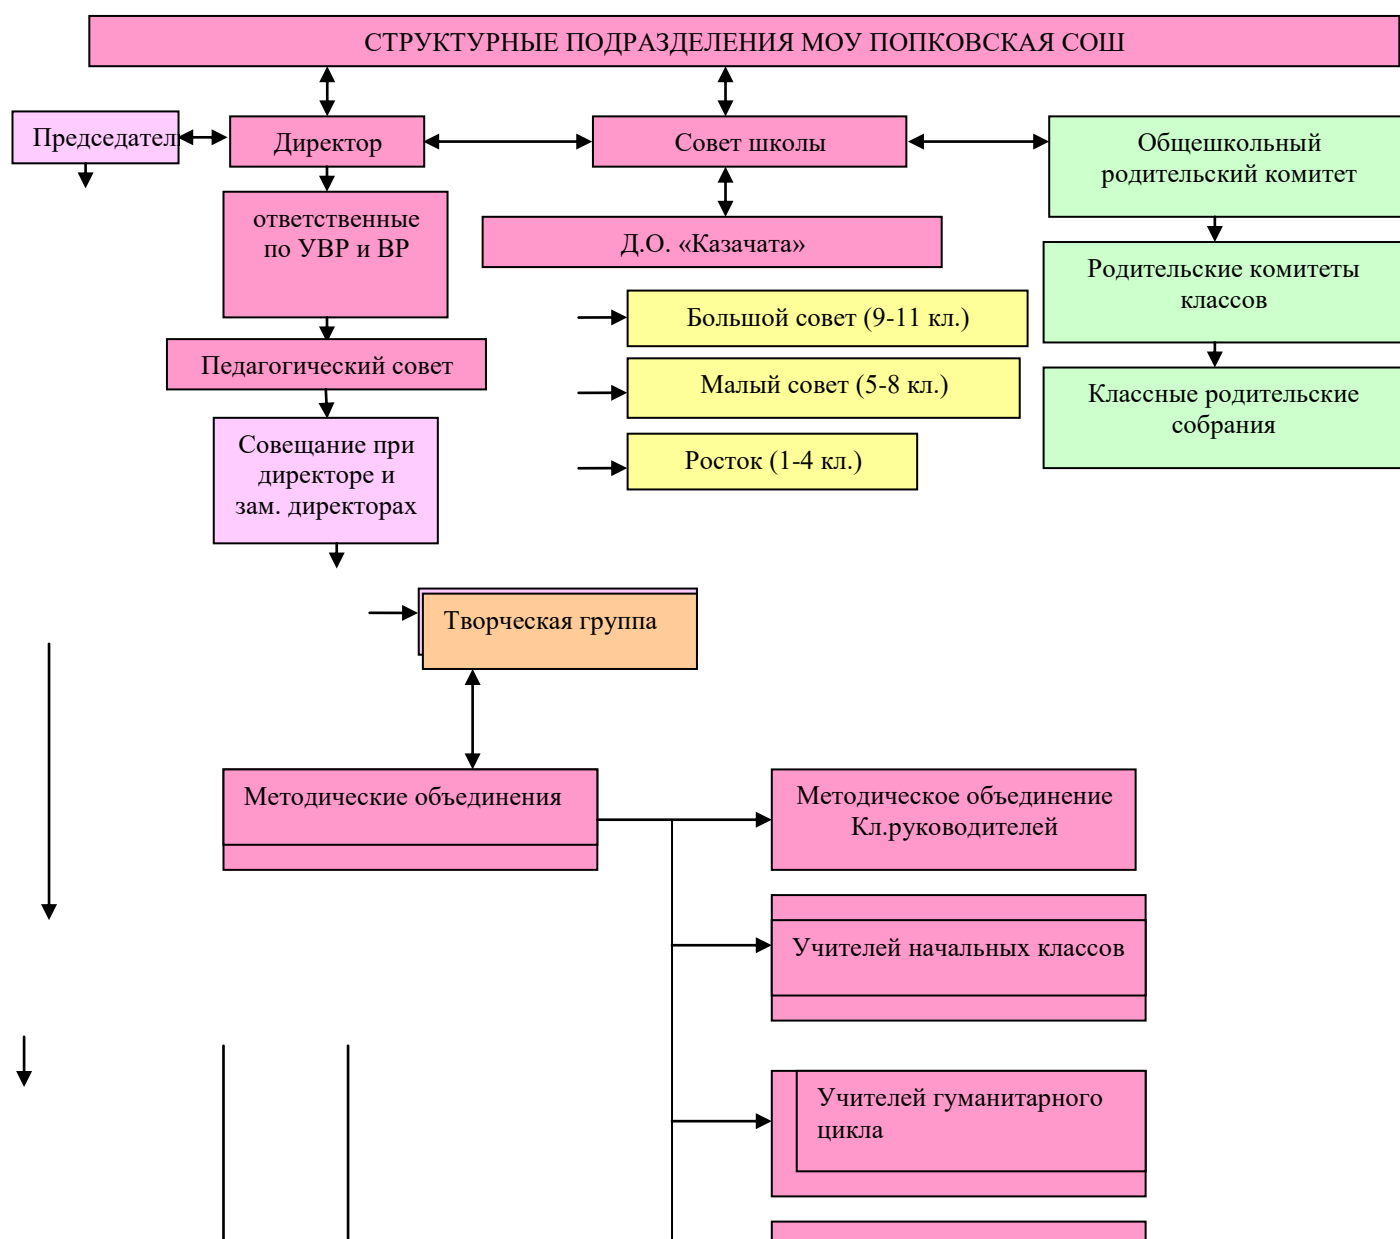 СТРУКТУРНЫЕ ПОДРАЗДЕЛЕНИЯ МОУ ПОПКОВСКАЯ СОШ
Председател
Директор
Совет школы
Общешкольный
родительский комитет
ответственные
по УВР и ВР
Д.О. «Казачата»
Родительские комитеты
классов
Большой совет (9-11 кл.)
Педагогический совет
Малый совет (5-8 кл.)
Классные родительские
собрания
Совещание при
директоре и
зам. директорах
Росток (1-4 кл.)
Творческая группа
Методические объединения
Методическое объединение
Кл.руководителей
Учителей начальных классов
Учителей гуманитарного
цикла